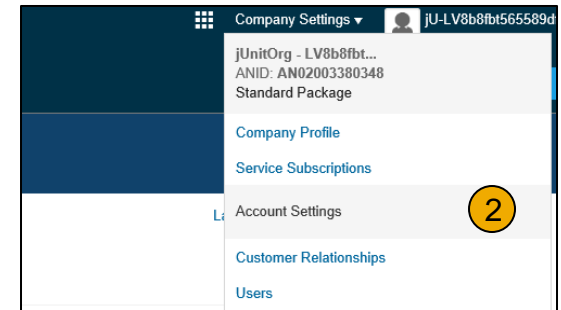 Company Settings ▾ jU-LV8b8fbt565589d
jUnitOrg - LV8b8fbt...
ANID: AN02003380348
Standard Package
Company Profile
Service Subscriptions
La
Account Settings 2
Customer Relationships
Users